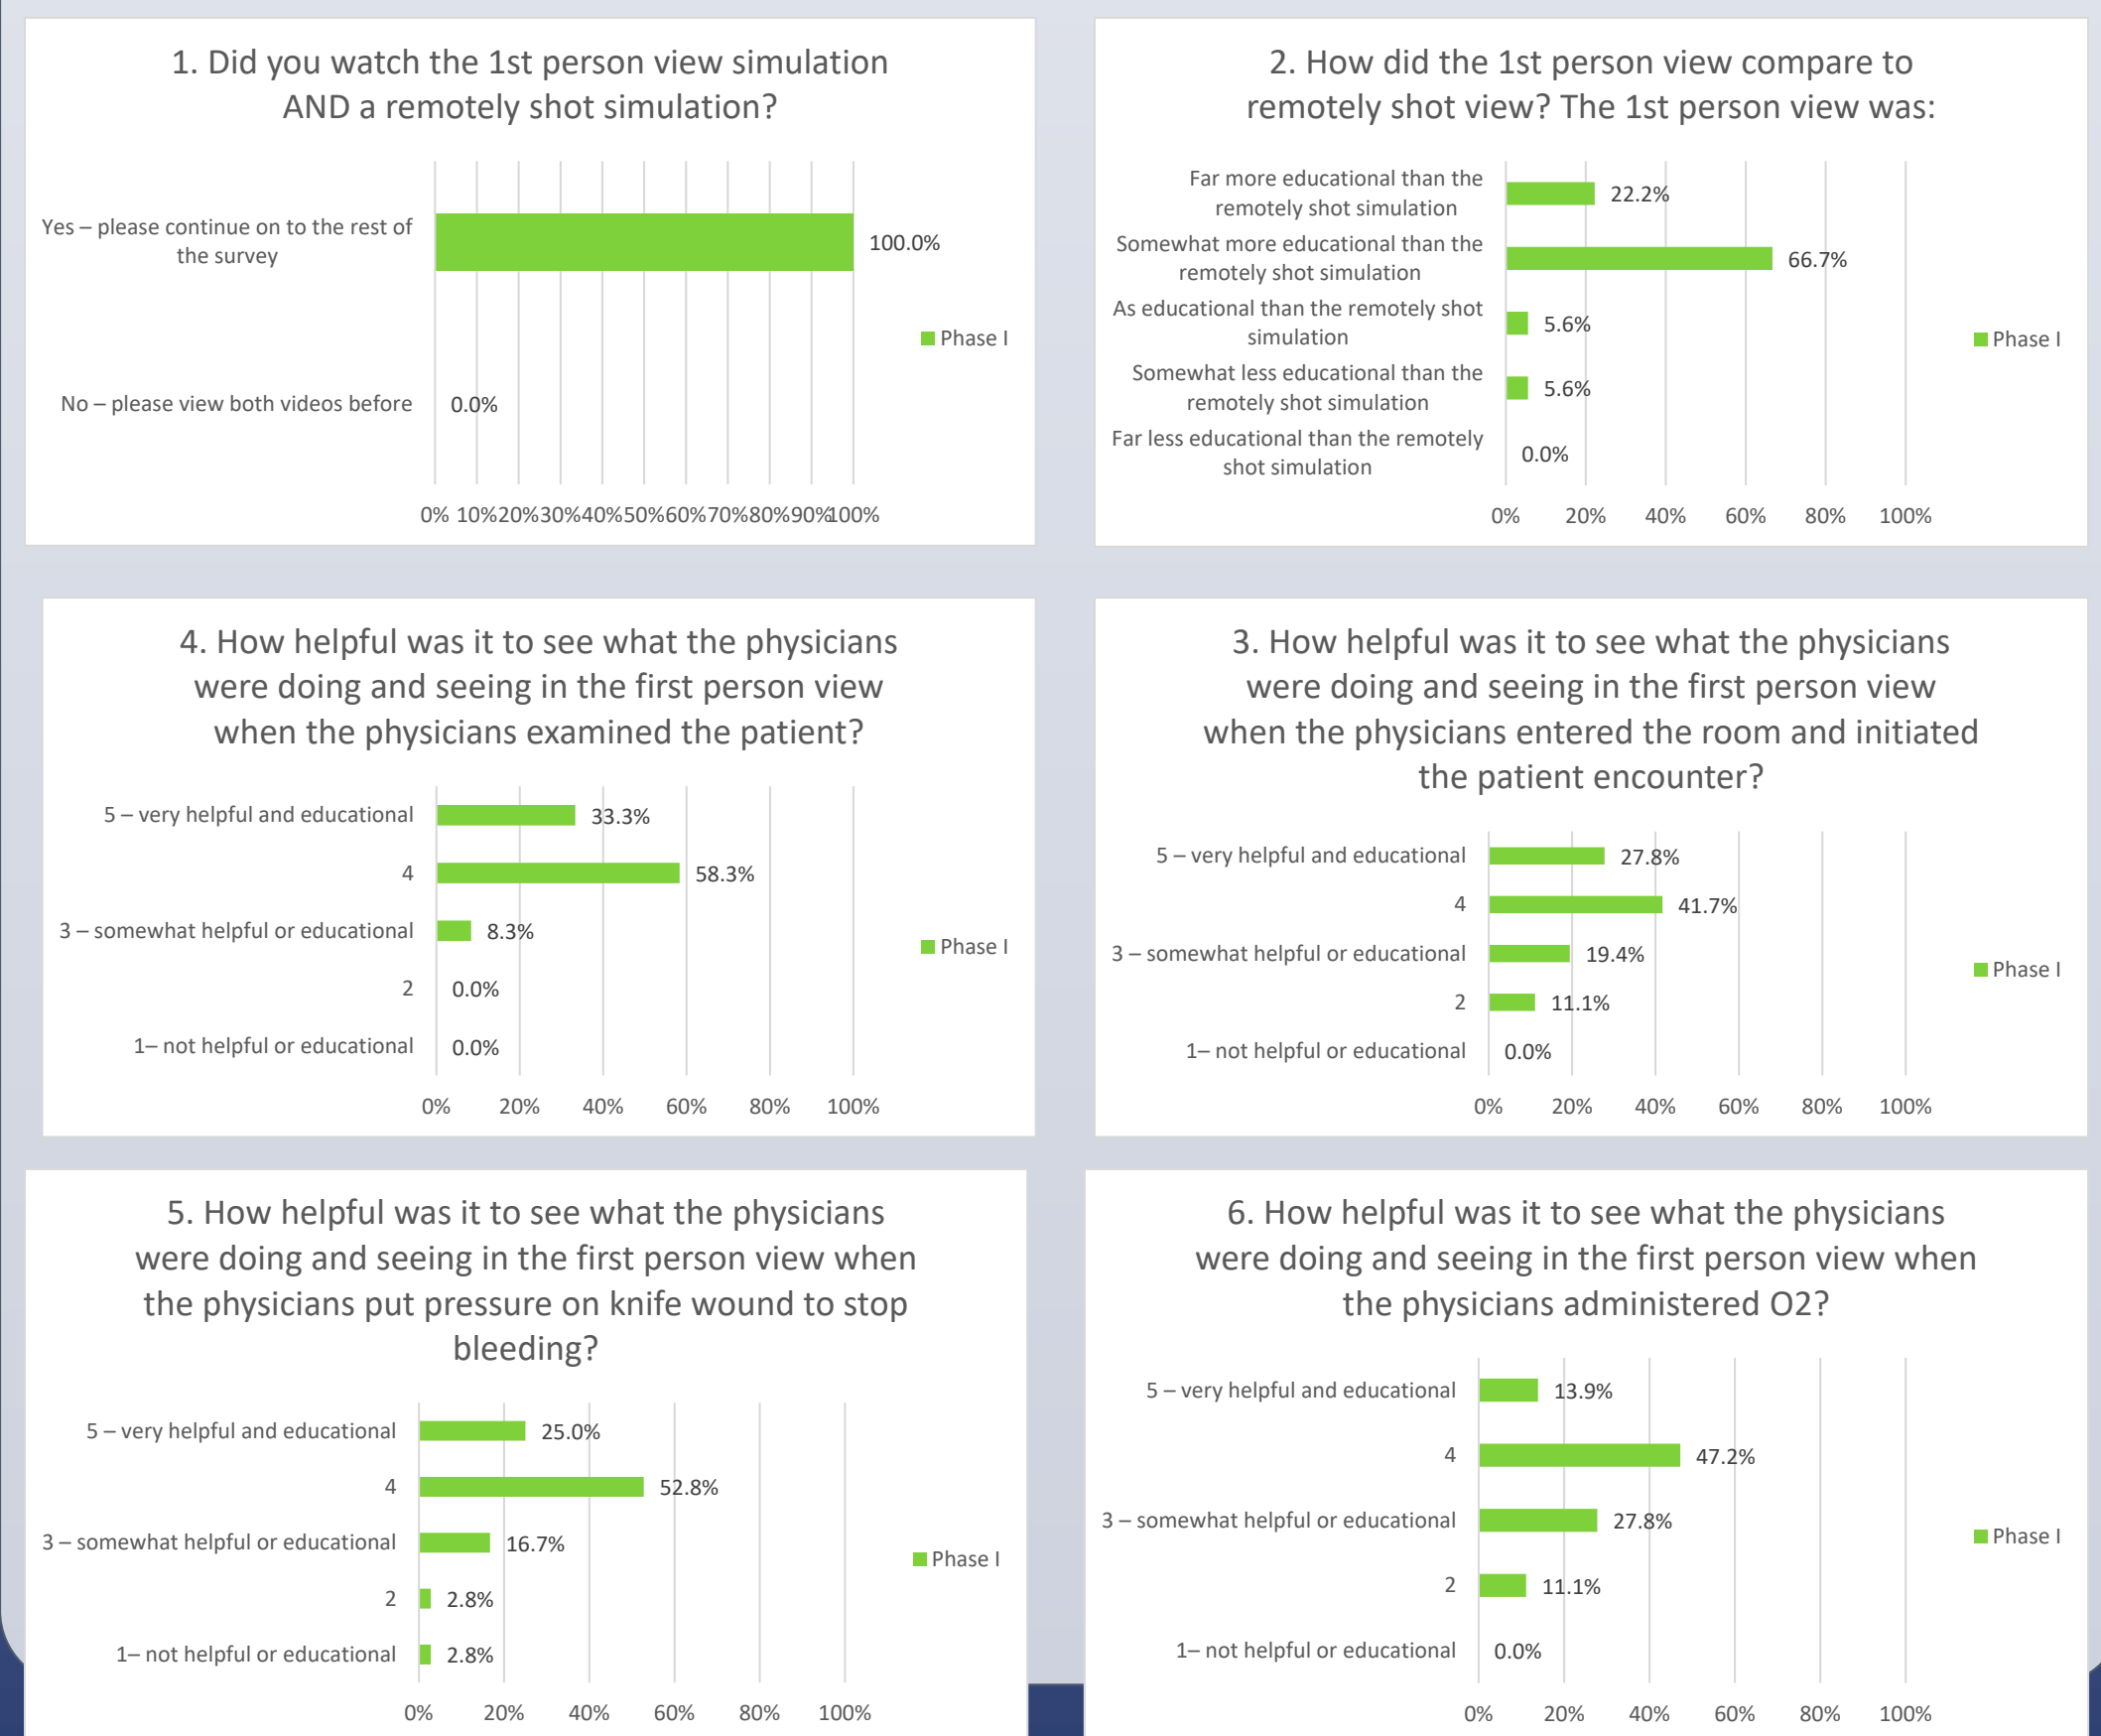 1. Did you watch the 1st person view simulation
AND a remotely shot simulation?
Yes – please continue on to the rest of
the survey
100.0%
No – please view both videos before
0.0%
Phase I
0% 10%20%30%40%50%60%70%80%90%100%
2. How did the 1st person view compare to
remotely shot view? The 1st person view was:
Far more educational than the
remotely shot simulation
22.2%
Somewhat more educational than the
remotely shot simulation
66.7%
As educational than the remotely shot
simulation
5.6%
Somewhat less educational than the
remotely shot simulation
5.6%
Far less educational than the remotely
shot simulation
0.0%
Phase I
0% 20% 40% 60% 80% 100%
4. How helpful was it to see what the physicians
were doing and seeing in the first person view
when the physicians examined the patient?
5 – very helpful and educational
33.3%
4
58.3%
3 – somewhat helpful or educational
8.3%
2
0.0%
1– not helpful or educational
0.0%
Phase I
0% 20% 40% 60% 80% 100%
3. How helpful was it to see what the physicians
were doing and seeing in the first person view
when the physicians entered the room and initiated
the patient encounter?
5 – very helpful and educational
27.8%
4
41.7%
3 – somewhat helpful or educational
19.4%
2
11.1%
1– not helpful or educational
0.0%
Phase I
0% 20% 40% 60% 80% 100%
5. How helpful was it to see what the physicians
were doing and seeing in the first person view when
the physicians put pressure on knife wound to stop
bleeding?
5 – very helpful and educational
25.0%
4
52.8%
3 – somewhat helpful or educational
16.7%
2
2.8%
1– not helpful or educational
2.8%
Phase I
0% 20% 40% 60% 80% 100%
6. How helpful was it to see what the physicians
were doing and seeing in the first person view when
the physicians administered O2?
5 – very helpful and educational
13.9%
4
47.2%
3 – somewhat helpful or educational
27.8%
2
11.1%
1– not helpful or educational
0.0%
Phase I
0% 20% 40% 60% 80% 100%